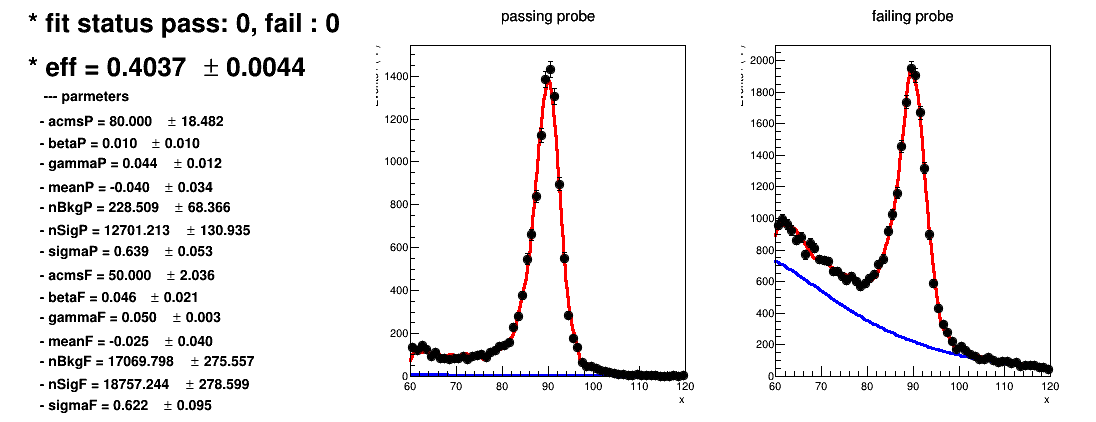 * fit status pass: 0, fail : 0
* eff = 0.4037 ± 0.0044
--- parmeters
- acmsP = 80.000 ± 18.482
- betaP = 0.010 ± 0.010
- gammaP = 0.044 ± 0.012
- meanP = -0.040 ± 0.034
- nBkgP = 228.509 ± 68.366
- nSigP = 12701.213 ± 130.935
- sigmaP = 0.639 ± 0.053
- acmsF = 50.000 ± 2.036
- betaF = 0.046 ± 0.021
- gammaF = 0.050 ± 0.003
- meanF = -0.025 ± 0.040
- nBkgF = 17069.798 ± 275.557
- nSigF = 18757.244 ± 278.599
- sigmaF = 0.622 ± 0.095
passing probe
1400
1200
1000
800
600
400
200
0
60 70 80 90 100 110 120
x
failing probe
2000
1800
1600
1400
1200
1000
800
600
400
200
0
60 70 80 90 100 110 120
x